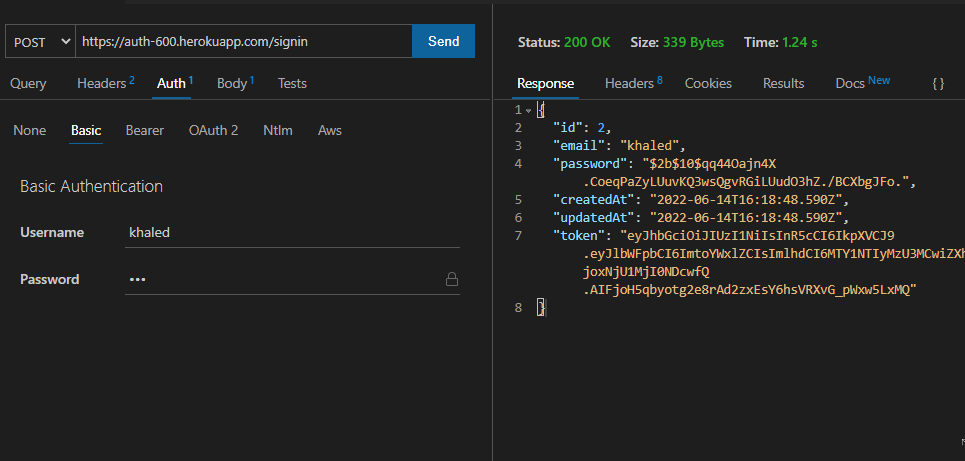 POST https://auth-600.herokuapp.com/signin Send
Query Headers 2 Auth 1 Body 1 Tests
None Basic Bearer OAuth 2 Ntlm Aws
Basic Authentication
Username khaled
Password •••
Status: 200 OK Size: 339 Bytes Time: 1.24 s
Response Headers 8 Cookies Results Docs New { }
1 {
2 "id": 2,
3 "email": "khaled",
4 "password": "$2b$10$qq44Oajn4X
.CoeqPaZyLUuvKQ3wsQgvRGiLUudO3hZ./BCXbgJFo.",
5 "createdAt": "2022-06-14T16:18:48.590Z",
6 "updatedAt": "2022-06-14T16:18:48.590Z",
7 "token": "eyJhbGciOiJIUzI1NiIsInR5cCI6IkpXVCJ9
.eyJlbWFpbCI6ImtoYWxlZCIsImlhdCI6MTY1NTIyMzU3MCwiZXh
joxNjU1MjI0NDcwfQ
.AIFjoH5qbyotg2e8rAd2zxEsY6hsVRXvG_pWxw5LxMQ"
8 }